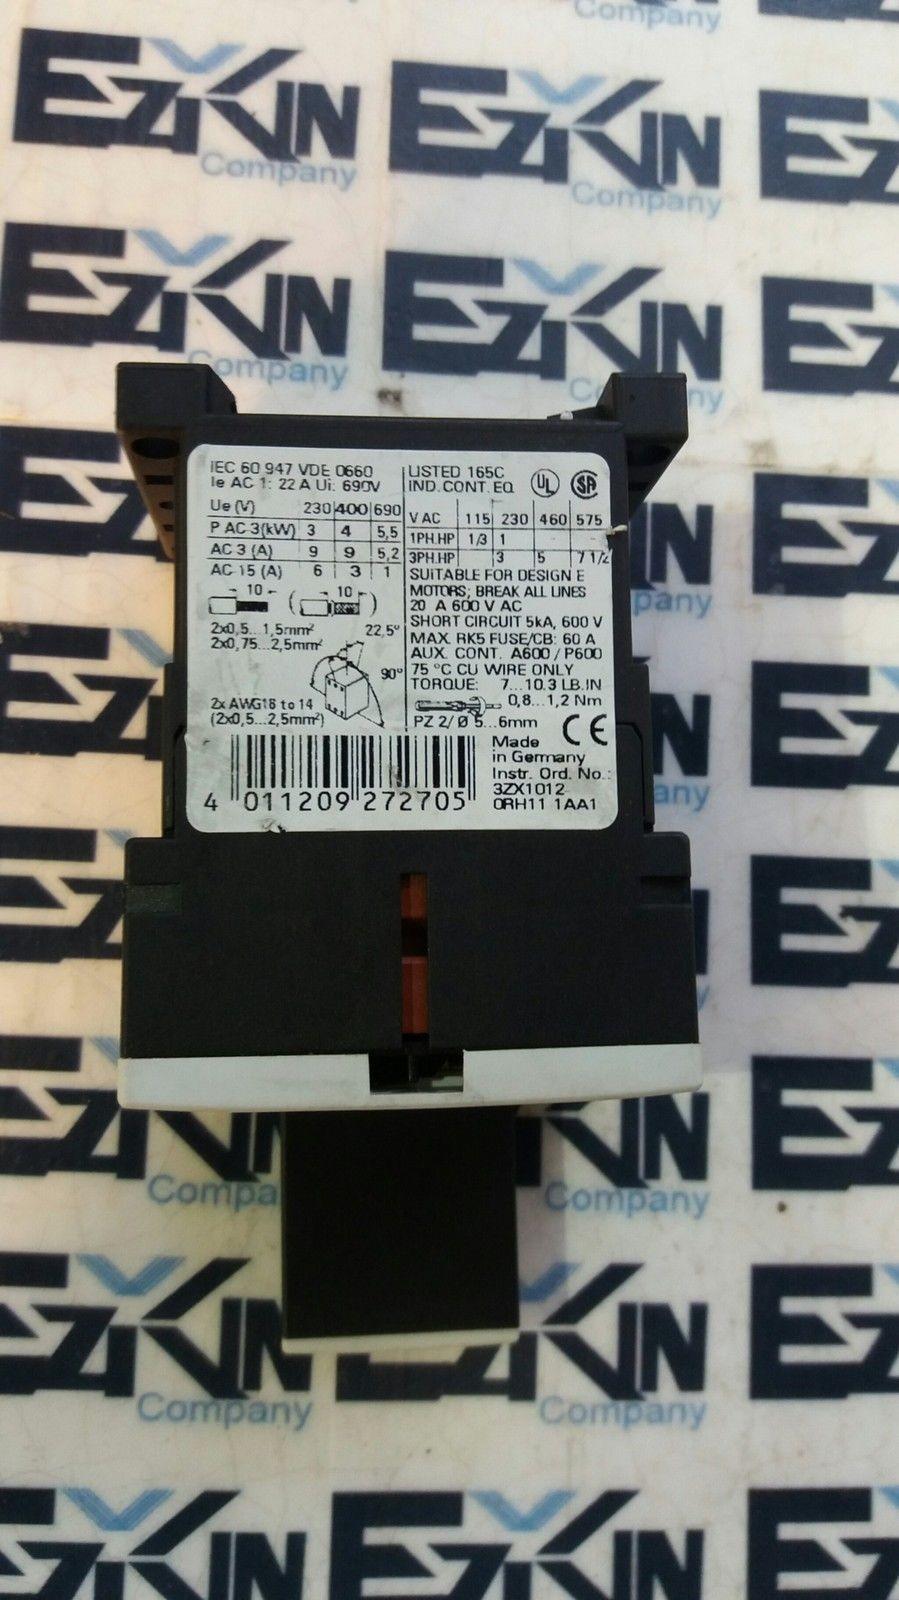 EZKIN
Company
EZKIN
Company
IEC 60 947 VDE 0660
Ie AC 1: 22 A Ui: 690V
Ue (V) 230 400 690
P AC 3(kW) 3 4 5,5
AC 3 (A) 9 9 5,2
AC 15 (A) 6 3 1
10 10
2x0,5...1,5mm²
2x0,75...2,5mm²
22,5°
90°
2x AWG18 to 14
(2x0,5...2,5mm²)
LISTED 165C
IND. CONT. EQ.
UL SA
V AC 115 230 460 575
1PH.HP 1/3 1
3PH.HP 3 5 7 1/2
SUITABLE FOR DESIGN E
MOTORS; BREAK ALL LINES
20 A 600 V AC
SHORT CIRCUIT 5kA, 600 V
MAX. RK5 FUSE/CB: 60 A
AUX. CONT. A600 / P600
75 °C CU WIRE ONLY
TORQUE: 7...10.3 LB.IN
0,8...1,2 Nm
PZ 2/Ø 5...6mm
Made
in Germany
CE
Instr. Ord. No.:
3ZX1012
0RH11 1AA1
4 011209 272705
Company
EZKIN
Company
EZKIN
Company